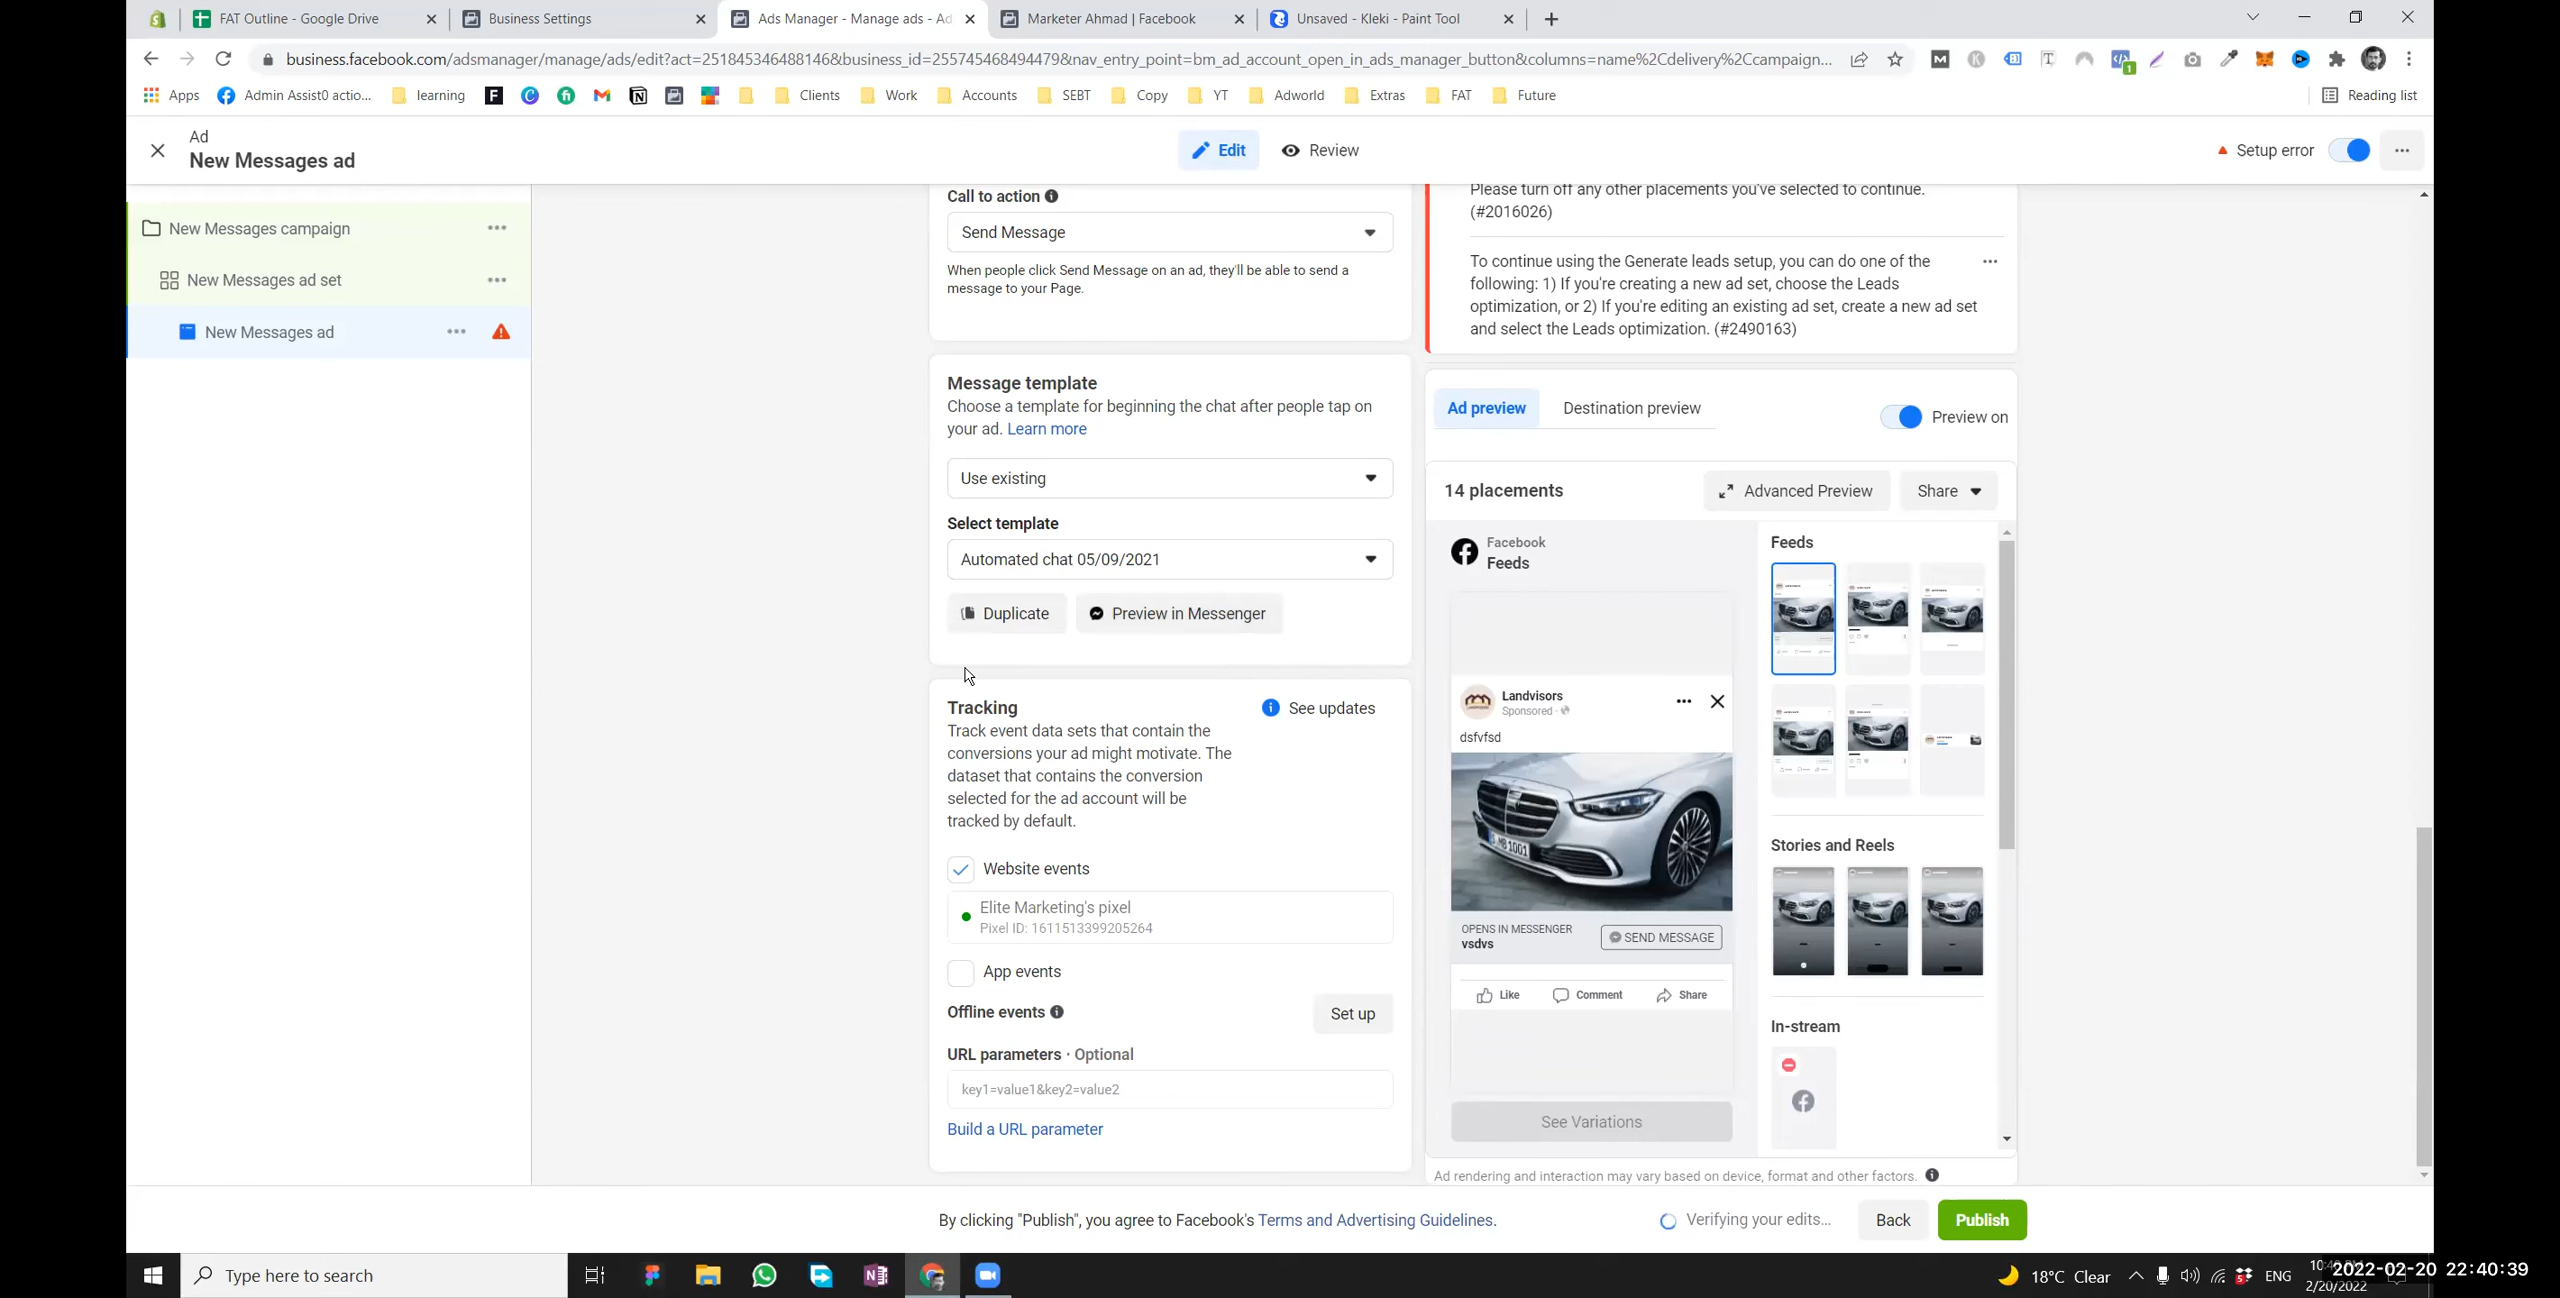 FAT Outline - Google Drive
Business Settings
Ads Manager - Manage ads - Ad
Marketer Ahmad | Facebook
Unsaved - Kleki - Paint Tool
business.facebook.com/adsmanager/manage/ads/edit?act=251845346488146&business_id=255745468494479&nav_entry_point=bm_ad_account_open_in_ads_manager_button&columns=name%2Cdelivery%2Ccampaign...
Apps
Admin Assist0 actio...
learning
Clients
Work
Accounts
SEBT
Copy
YT
Adworld
Extras
FAT
Future
Reading list
Ad
New Messages ad
Edit
Review
Setup error
New Messages campaign
New Messages ad set
New Messages ad
Call to action
Send Message
When people click Send Message on an ad, they'll be able to send a
message to your Page.
Message template
Choose a template for beginning the chat after people tap on
your ad. Learn more
Use existing
Select template
Automated chat 05/09/2021
Duplicate
Preview in Messenger
Tracking
See updates
Track event data sets that contain the
conversions your ad might motivate. The
dataset that contains the conversion
selected for the ad account will be
tracked by default.
Website events
Elite Marketing's pixel
Pixel ID: 1611513399205264
App events
Offline events
Set up
URL parameters · Optional
key1=value1&key2=value2
Build a URL parameter
Please turn off any other placements you've selected to continue.
(#2016026)
To continue using the Generate leads setup, you can do one of the
following: 1) If you're creating a new ad set, choose the Leads
optimization, or 2) If you're editing an existing ad set, create a new ad set
and select the Leads optimization. (#2490163)
Ad preview
Destination preview
Preview on
14 placements
Advanced Preview
Share
Facebook
Feeds
Landvisors
Sponsored ·
dsfvfsd
OPENS IN MESSENGER
vsdvs
SEND MESSAGE
Like
Comment
Share
See Variations
Feeds
Stories and Reels
In-stream
Ad rendering and interaction may vary based on device, format and other factors.
By clicking "Publish", you agree to Facebook's Terms and Advertising Guidelines.
Verifying your edits...
Back
Publish
Type here to search
18°C Clear
ENG
2/20/2022
2022-02-20 22:40:39